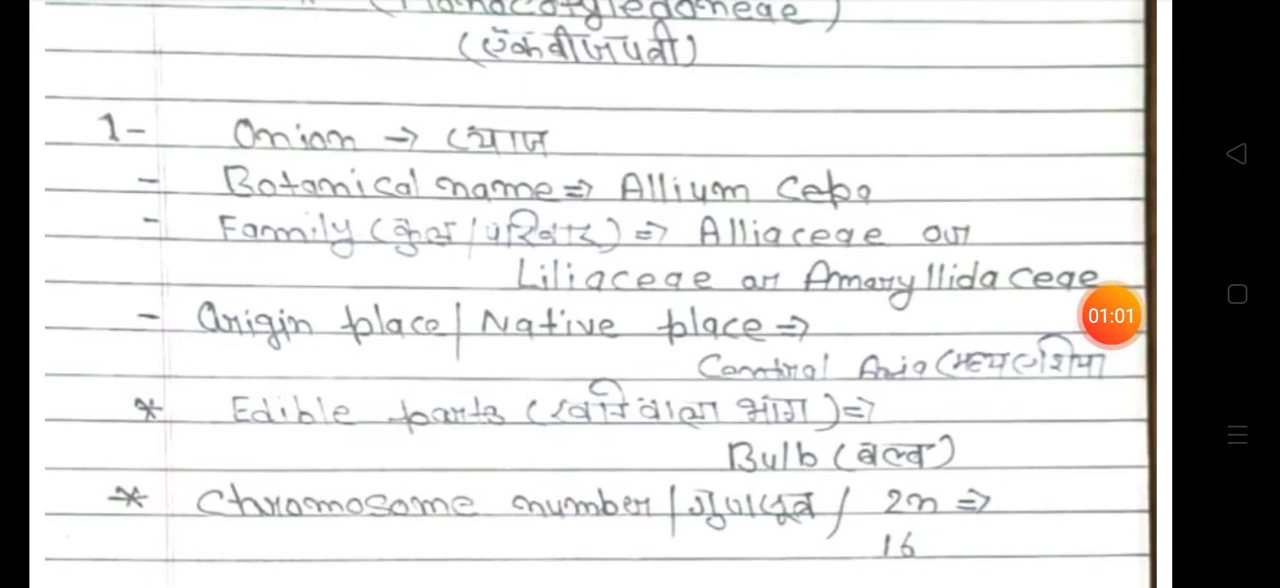 (Monocotyledoneae)
(एकबीजपत्री)
1- Onion → (प्याज
- Botanical name ⇒ Allium Cepa
- Family (कुल / परिवार) ⇒ Alliaceae or
Liliaceae or Amaryllidaceae
- Origin place / Native place ⇒
Central Asia (मध्य एशिया
01:01
* Edible parts (खाने वाला भाग) ⇒
Bulb (बल्ब)
* Chromosome number / गुणसूत्र / 2n ⇒
16